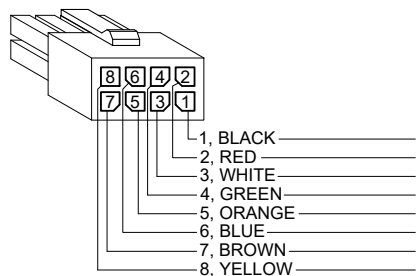 8 6 4 2
7 5 3 1
1, BLACK
2, RED
3, WHITE
4, GREEN
5, ORANGE
6, BLUE
7, BROWN
8, YELLOW